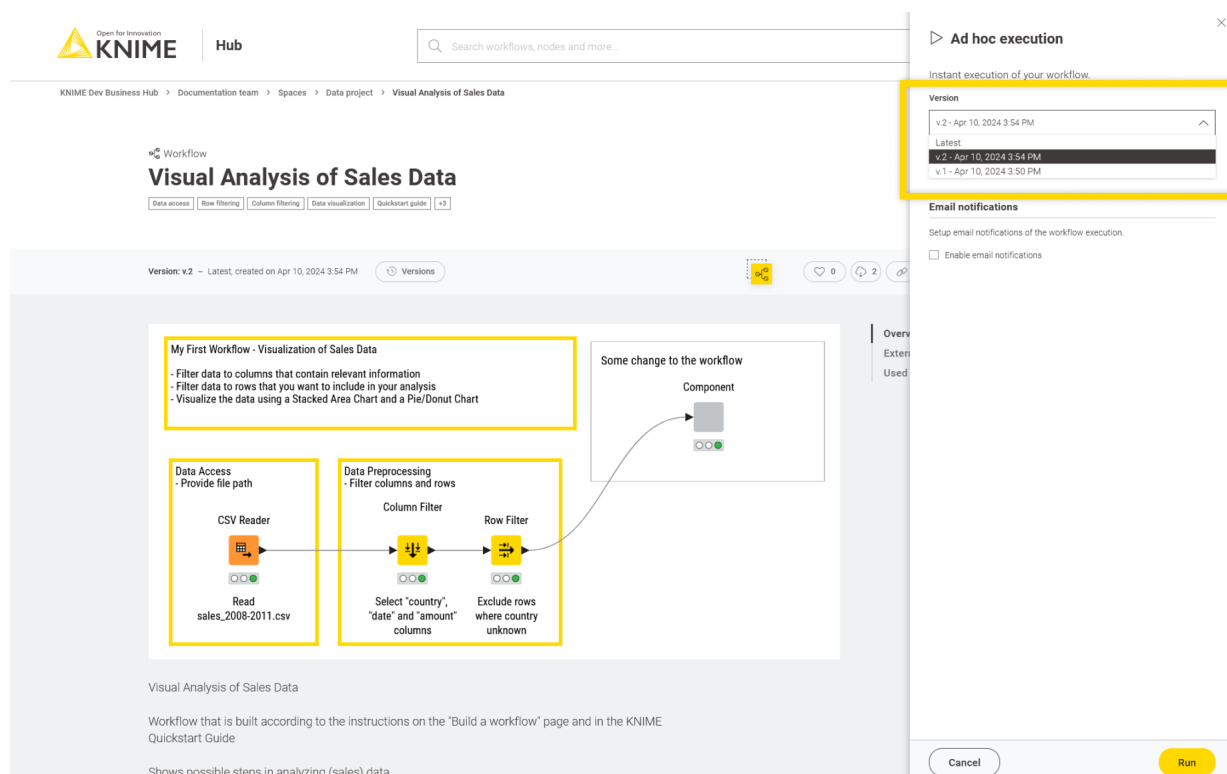 Open for Innovation
KNIME
Hub
Search workflows, nodes and more...
KNIME Dev Business Hub > Documentation team > Spaces > Data project > Visual Analysis of Sales Data
Workflow
Visual Analysis of Sales Data
Data access Row filtering Column filtering Data visualization Quickstart guide
Version: v.2 – Latest, created on Apr 10, 2024 3:54 PM
Versions
0
2
My First Workflow - Visualization of Sales Data
- Filter data to columns that contain relevant information
- Filter data to rows that you want to include in your analysis
- Visualize the data using a Stacked Area Chart and a Pie/Donut Chart
Some change to the workflow
Component
Data Access
- Provide file path
CSV Reader
Read
sales_2008-2011.csv
Data Preprocessing
- Filter columns and rows
Column Filter
Select "country",
"date" and "amount"
columns
Row Filter
Exclude rows
where country
unknown
Overv
Exter
Used
Visual Analysis of Sales Data
Workflow that is built according to the instructions on the "Build a workflow" page and in the KNIME
Quickstart Guide
Shows possible steps in analyzing (sales) data
Ad hoc execution
Instant execution of your workflow.
Version
v.2 - Apr 10, 2024 3:54 PM
Latest
v.2 - Apr 10, 2024 3:54 PM
v.1 - Apr 10, 2024 3:50 PM
Email notifications
Setup email notifications of the workflow execution.
Enable email notifications
Cancel
Run